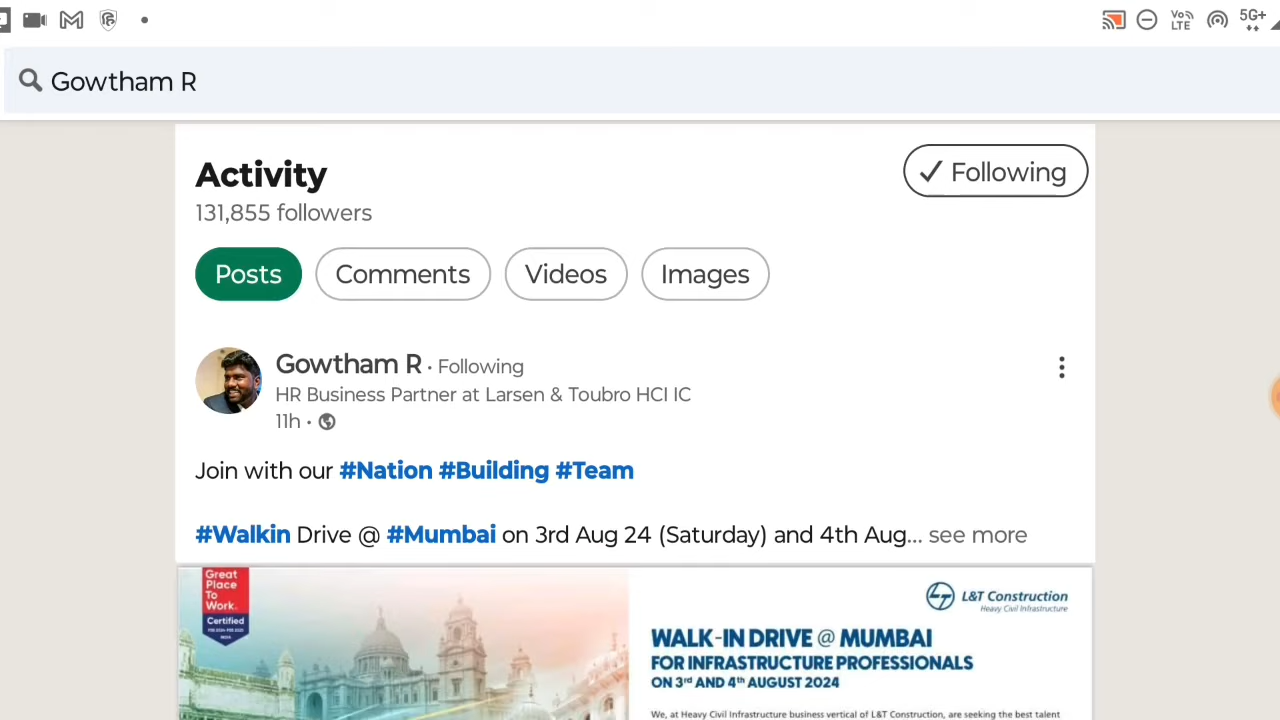 Vo))
LTE
5G+
Gowtham R
Activity
✓ Following
131,855 followers
Posts
Comments
Videos
Images
Gowtham R • Following
HR Business Partner at Larsen & Toubro HCI IC
11h •
Join with our #Nation #Building #Team
#Walkin Drive @ #Mumbai on 3rd Aug 24 (Saturday) and 4th Aug... see more
Great
Place
To
Work.
Certified
L&T Construction
Heavy Civil Infrastructure
WALK-IN DRIVE @ MUMBAI
FOR INFRASTRUCTURE PROFESSIONALS
ON 3rd AND 4th AUGUST 2024
We, at Heavy Civil Infrastructure business vertical of L&T Construction, are seeking the best talent